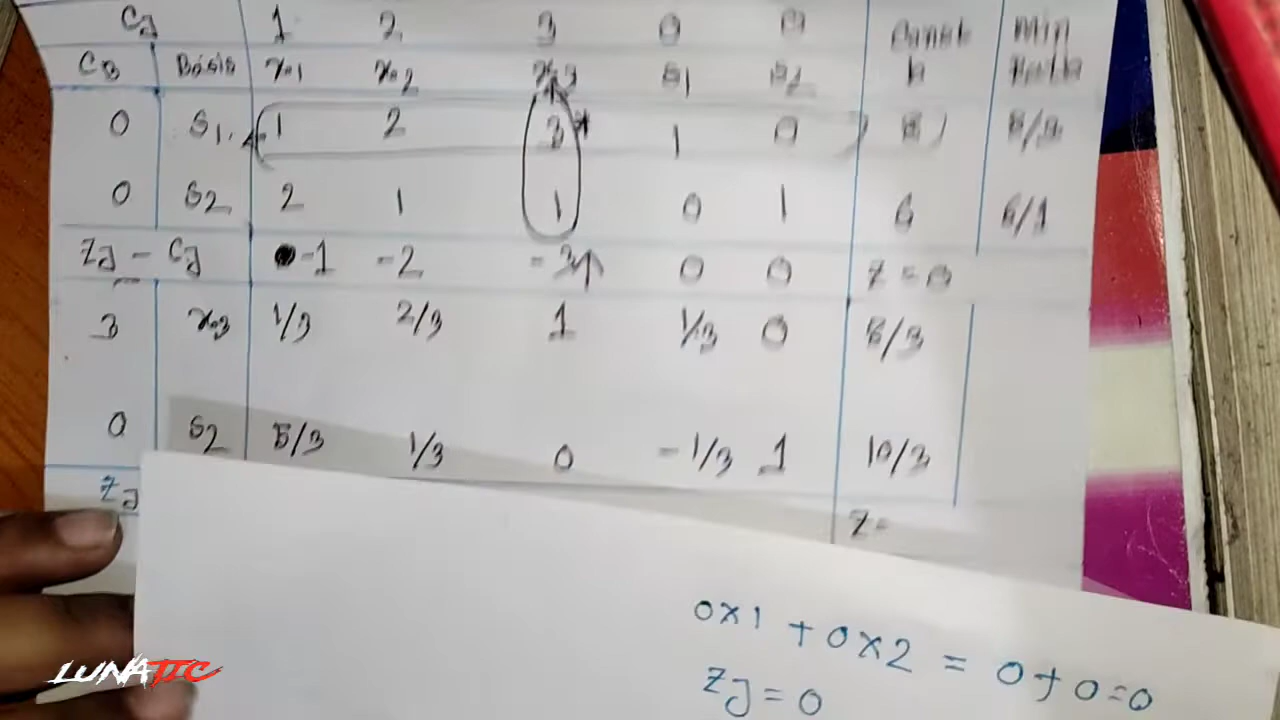 CJ 1 2 3 0 0 Min
CB Basis x1 x2 x3 S1 S2 b
0 S1 1 2 3* 1 0 8 8/3
0 S2 2 1 1 0 1 6 6/1
ZJ - CJ -1 -2 -3↑ 0 0 Z = 0
3 x3 1/3 2/3 1 1/3 0 8/3
0 S2 5/3 1/3 0 -1/3 1 10/3
ZJ Z =
0x1 + 0x2 = 0+0=0
ZJ = 0
LUNATIC